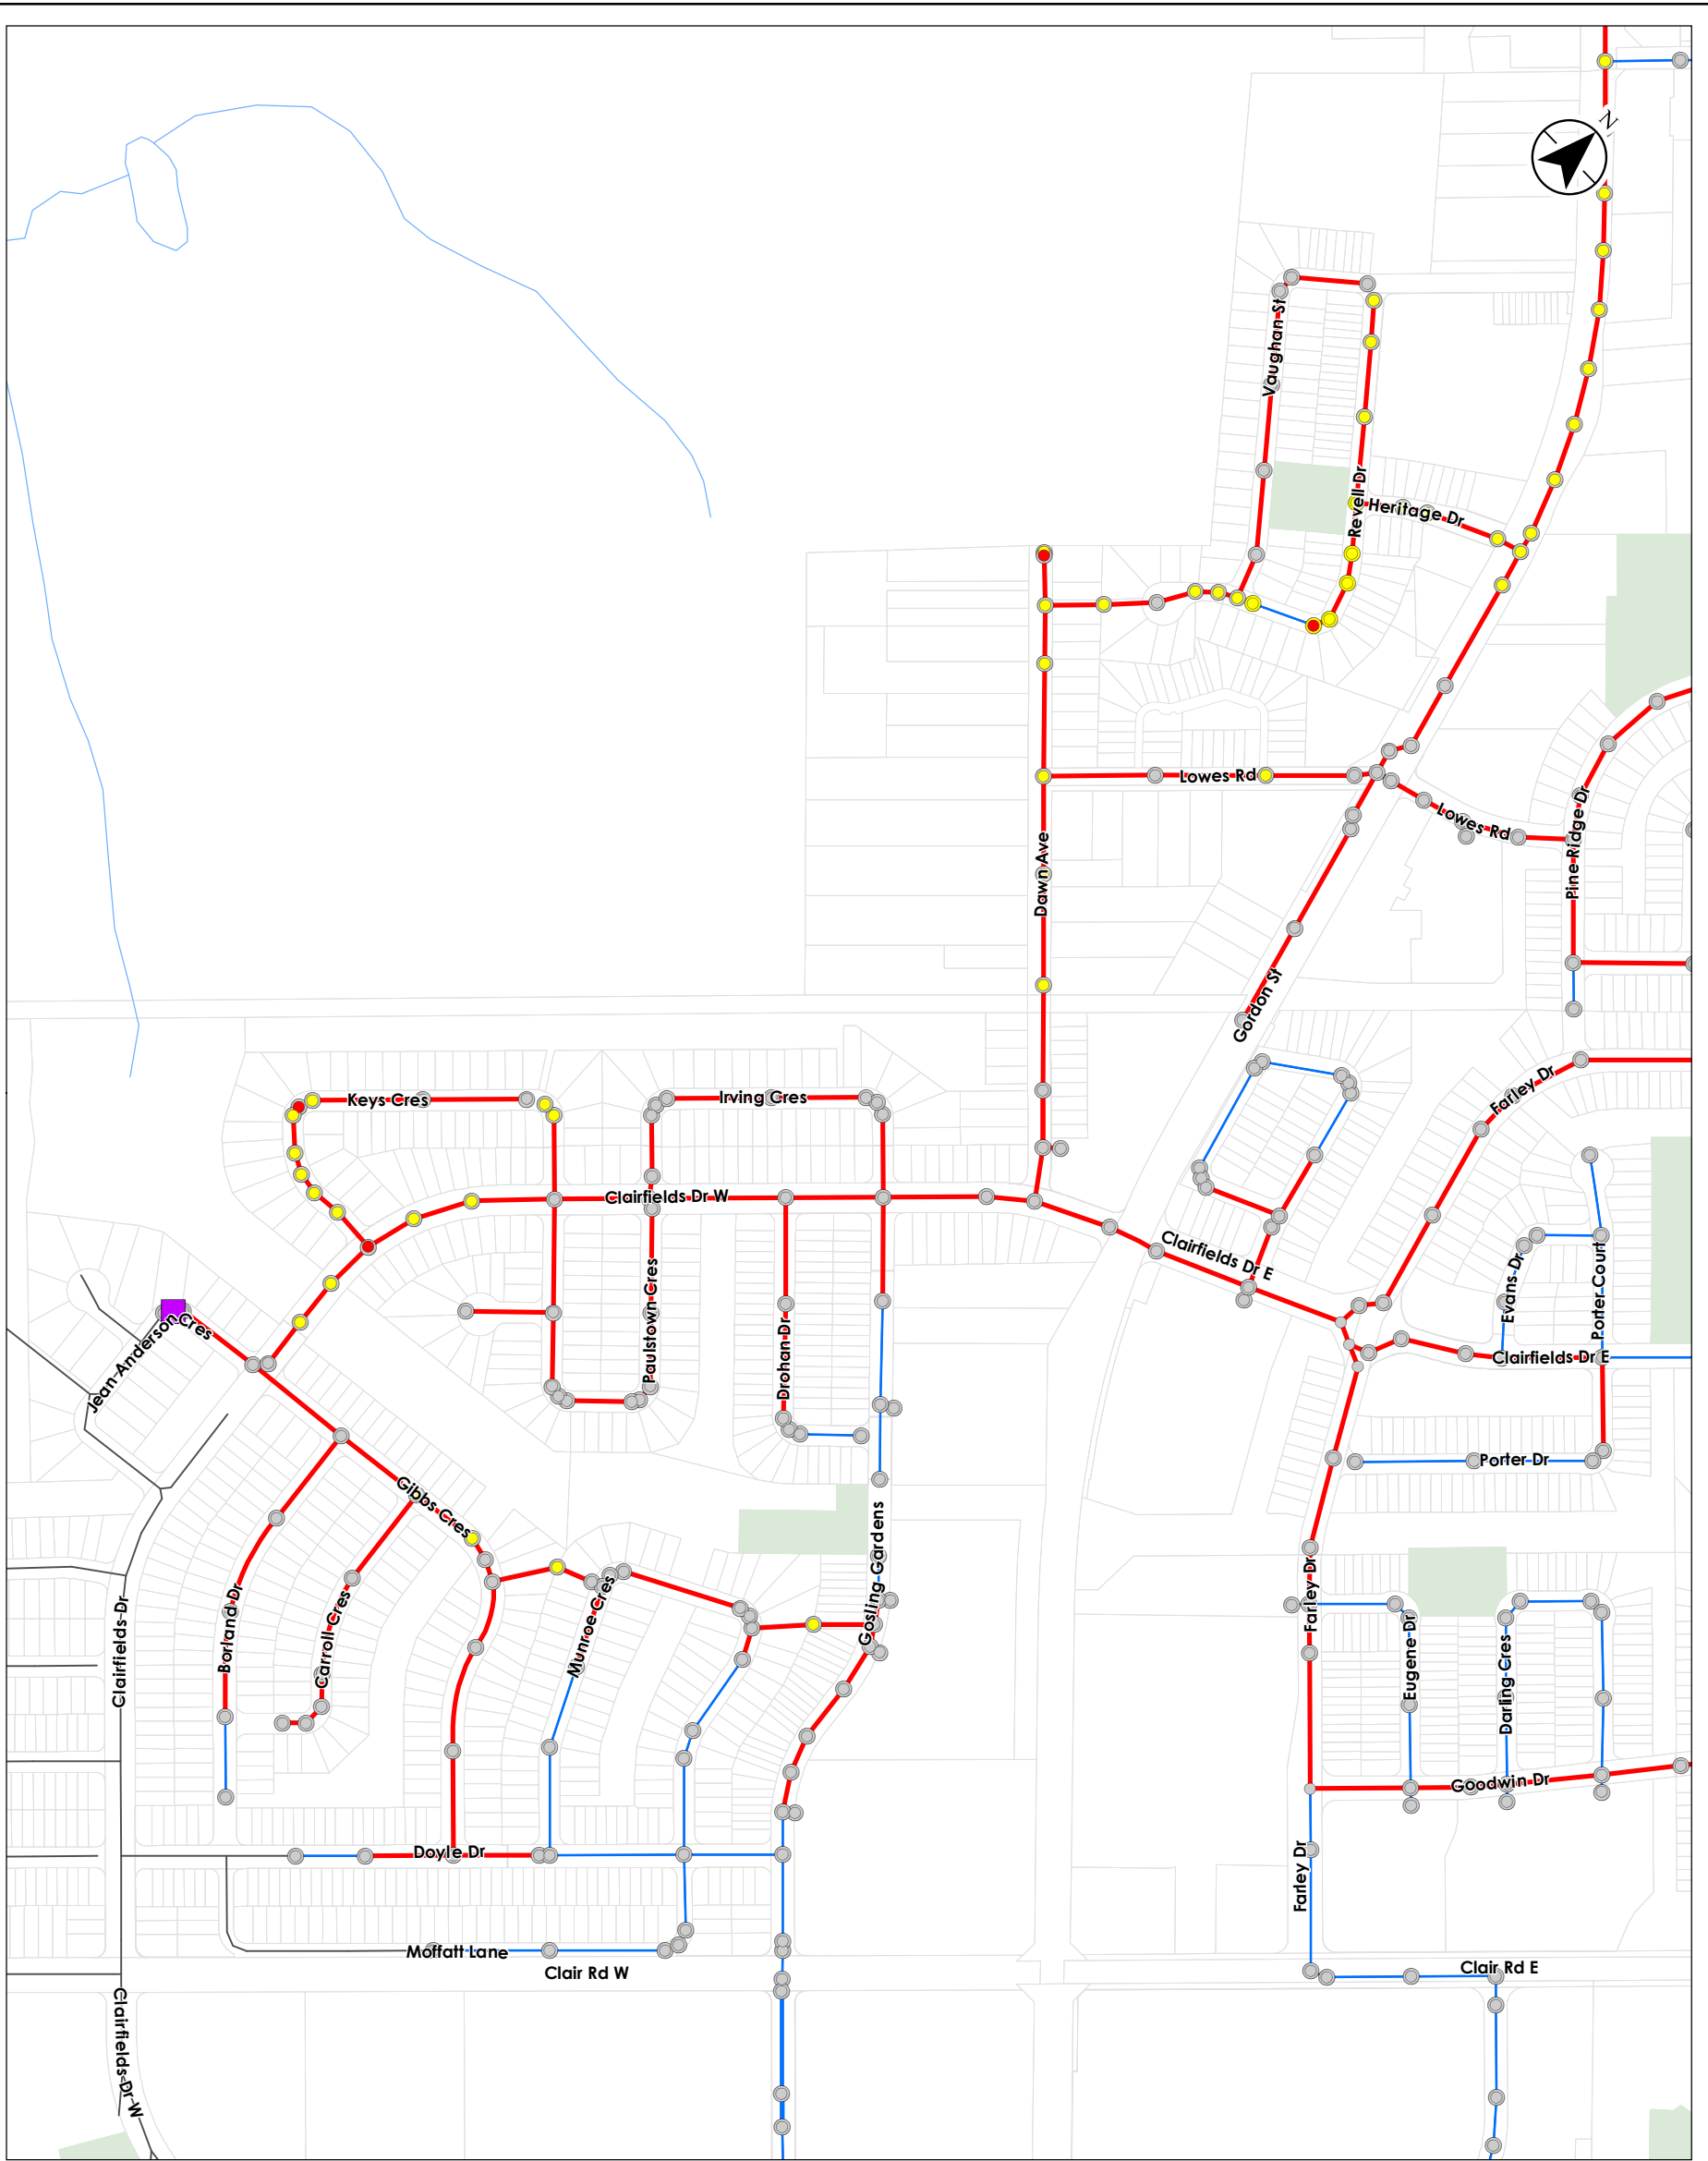 N
Vaughan St
Revell Dr
Heritage Dr
Lowes Rd
Lowes Rd
Pine Ridge Dr
Dawn Ave
Gordon St
Farley Dr
Keys Cres
Irving Cres
Clairfields Dr W
Clairfields Dr E
Evans Dr
Porter Court
Jean Anderson Cres
Paulstown Cres
Drohan Dr
Clairfields Dr E
Porter Dr
Gibbs Cres
Gosling Gardens
Farley Dr
Borland Dr
Carroll Cres
Munroe Cres
Clairfields Dr
Eugene Dr
Darling Cres
Goodwin Dr
Doyle Dr
Farley Dr
Moffatt Lane
Clair Rd W
Clair Rd E
Clairfields Dr W